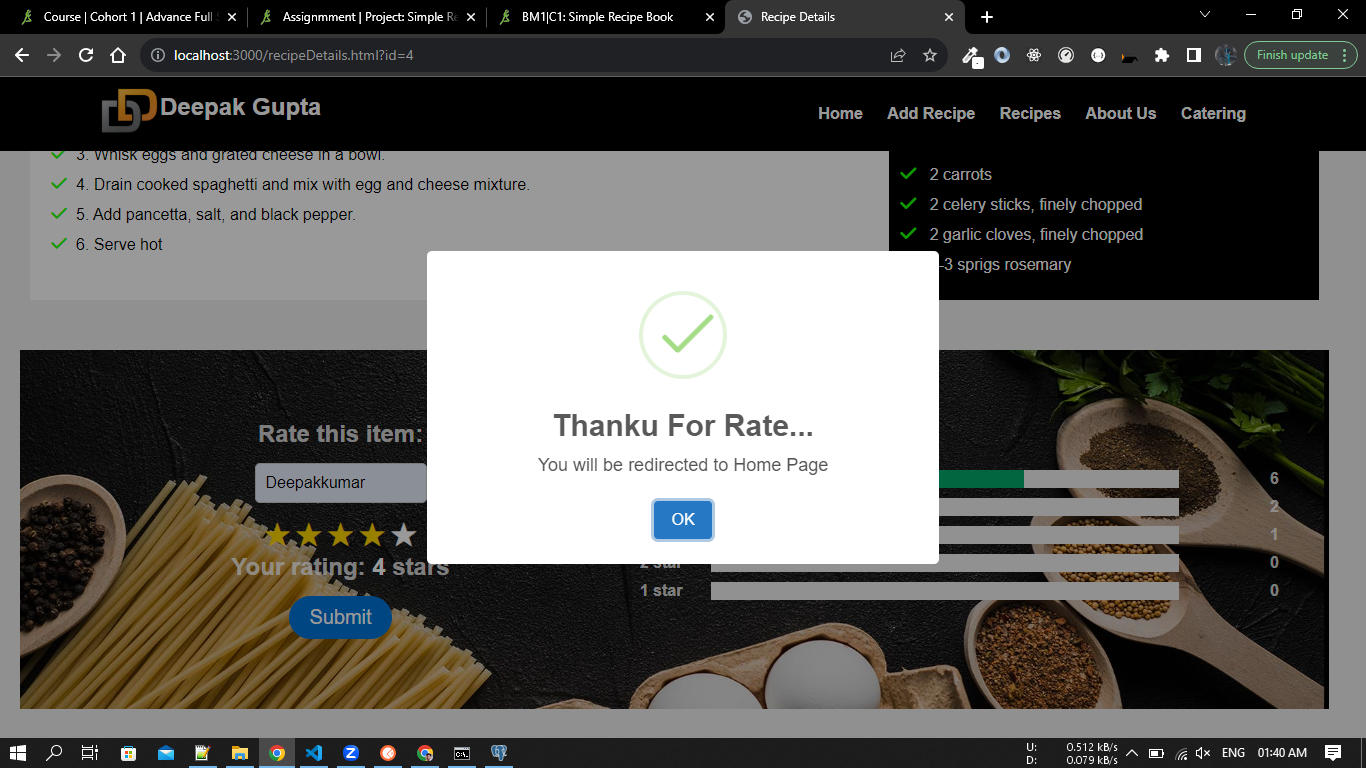 Course | Cohort 1 | Advance Full
Assignmment | Project: Simple Re
BM1|C1: Simple Recipe Book
Recipe Details
localhost:3000/recipeDetails.html?id=4
Finish update
Deepak Gupta
Home Add Recipe Recipes About Us Catering
3. Whisk eggs and grated cheese in a bowl.
4. Drain cooked spaghetti and mix with egg and cheese mixture.
5. Add pancetta, salt, and black pepper.
6. Serve hot
2 carrots
2 celery sticks, finely chopped
2 garlic cloves, finely chopped
-3 sprigs rosemary
Thanku For Rate...
You will be redirected to Home Page
OK
Rate this item:
Deepakkumar
Your rating: 4 stars
Submit
6
2
1
2 star 0
1 star 0
U: 0.512 kB/s
D: 0.079 kB/s
ENG
01:40 AM